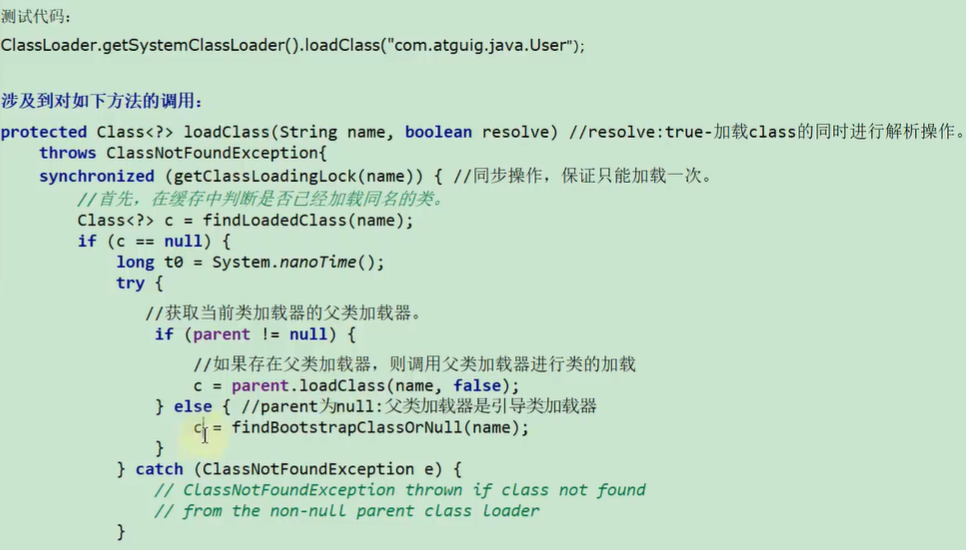 测试代码:
ClassLoader.getSystemClassLoader().loadClass("com.atguig.java.User");
涉及到对如下方法的调用:
protected Class<?> loadClass(String name, boolean resolve) //resolve:true-加载class的同时进行解析操作。
throws ClassNotFoundException{
synchronized (getClassLoadingLock(name)) { //同步操作，保证只能加载一次。
//首先，在缓存中判断是否已经加载同名的类。
Class<?> c = findLoadedClass(name);
if (c == null) {
long t0 = System.nanoTime();
try {
//获取当前类加载器的父类加载器。
if (parent != null) {
//如果存在父类加载器，则调用父类加载器进行类的加载
c = parent.loadClass(name, false);
} else { //parent为null:父类加载器是引导类加载器
c = findBootstrapClassOrNull(name);
}
} catch (ClassNotFoundException e) {
// ClassNotFoundException thrown if class not found
// from the non-null parent class loader
}